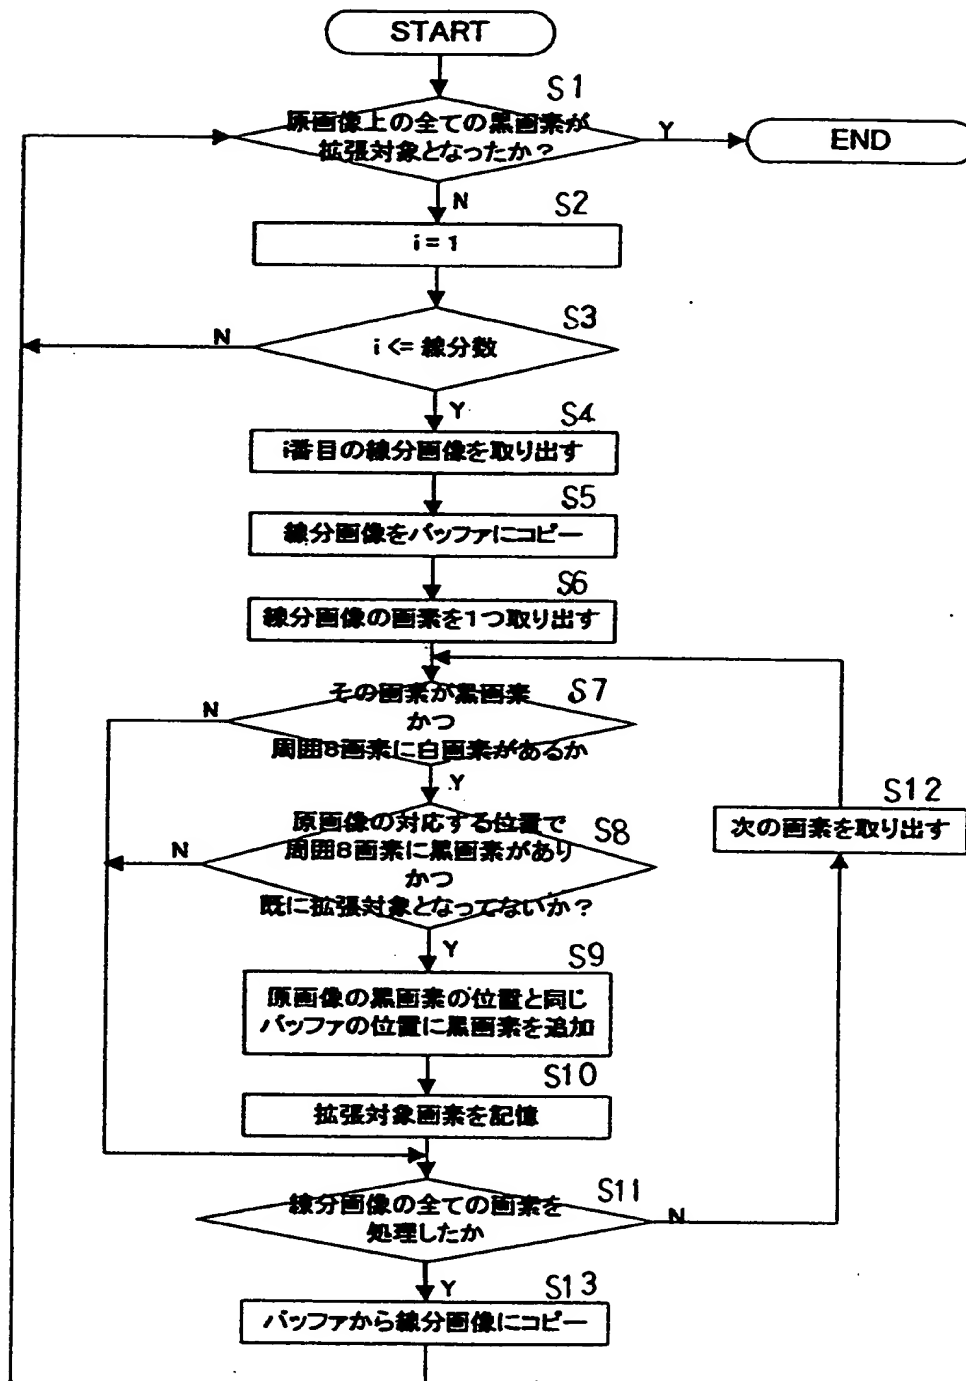 START
S1
原画像上の全ての黒画素が
拡張対象となったか?
Y
END
N
S2
i = 1
S3
N
i <= 線分数
Y
S4
i番目の線分画像を取り出す
S5
線分画像をバッファにコピー
S6
線分画像の画素を1つ取り出す
S7
N
その画素が黒画素
かつ
周囲8画素に白画素があるか
Y
S12
次の画素を取り出す
S8
N
原画像の対応する位置で
周囲8画素に黒画素があり
かつ
既に拡張対象となってないか?
Y
S9
原画像の黒画素の位置と同じ
バッファの位置に黒画素を追加
S10
拡張対象画素を記憶
S11
線分画像の全ての画素を
処理したか
N
Y
S13
バッファから線分画像にコピー